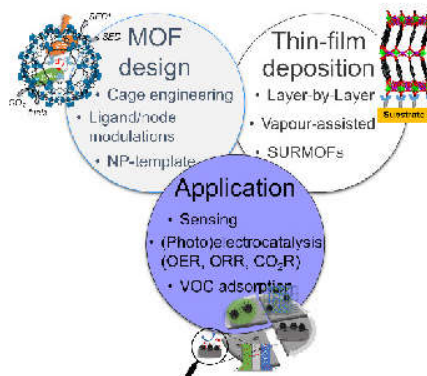 MOF
design
• Cage engineering
• Ligand/node
modulations
• NP-template
Thin-film
deposition
• Layer-by-Layer
• Vapour-assisted
• SURMOFs
Substrate
Application
• Sensing
• (Photo)electrocatalysis
(OER, ORR, CO₂R)
• VOC adsorption